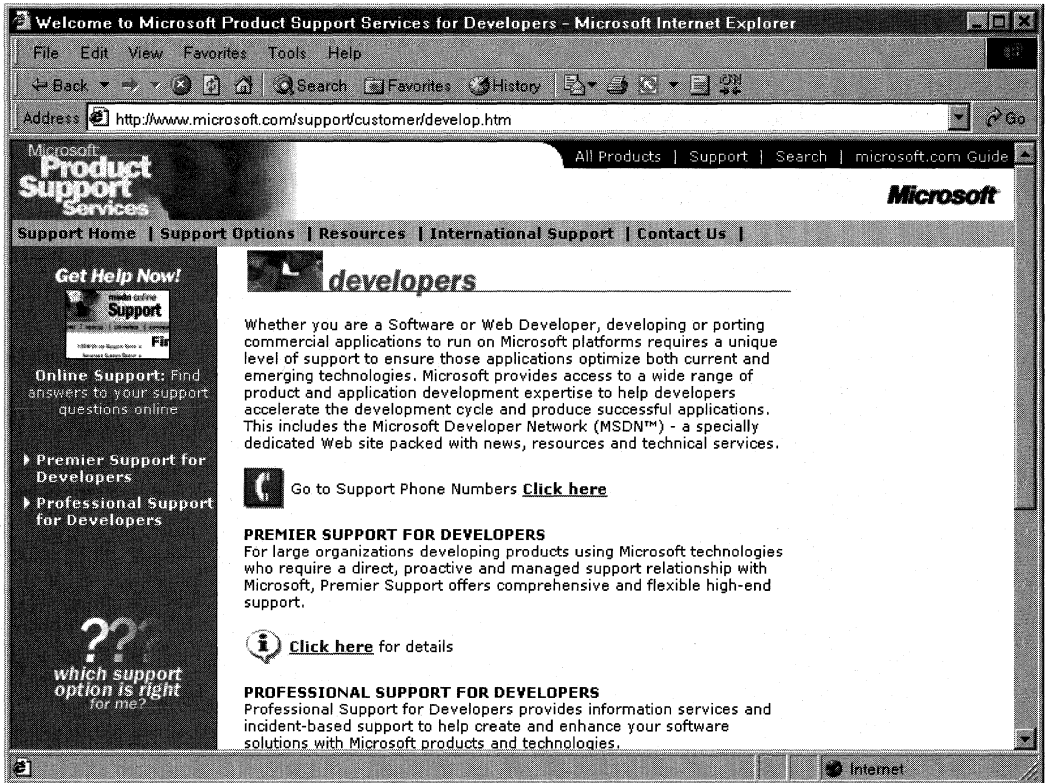 Welcome to Microsoft Product Support Services for Developers - Microsoft Internet Explorer
File Edit View Favorites Tools Help
Back Search Favorites History
Address http://www.microsoft.com/support/customer/develop.htm Go
Microsoft
Product
Support
Services
All Products | Support | Search | microsoft.com Guide
Microsoft
Support Home | Support Options | Resources | International Support | Contact Us |
Get Help Now!
msdn online
Support
Fir
Online Support: Find
answers to your support
questions online
Premier Support for
Developers
Professional Support
for Developers
???
which support
option is right
for me?
developers
Whether you are a Software or Web Developer, developing or porting
commercial applications to run on Microsoft platforms requires a unique
level of support to ensure those applications optimize both current and
emerging technologies. Microsoft provides access to a wide range of
product and application development expertise to help developers
accelerate the development cycle and produce successful applications.
This includes the Microsoft Developer Network (MSDN™) - a specially
dedicated Web site packed with news, resources and technical services.
Go to Support Phone Numbers Click here
PREMIER SUPPORT FOR DEVELOPERS
For large organizations developing products using Microsoft technologies
who require a direct, proactive and managed support relationship with
Microsoft, Premier Support offers comprehensive and flexible high-end
support.
Click here for details
PROFESSIONAL SUPPORT FOR DEVELOPERS
Professional Support for Developers provides information services and
incident-based support to help create and enhance your software
solutions with Microsoft products and technologies.
Internet